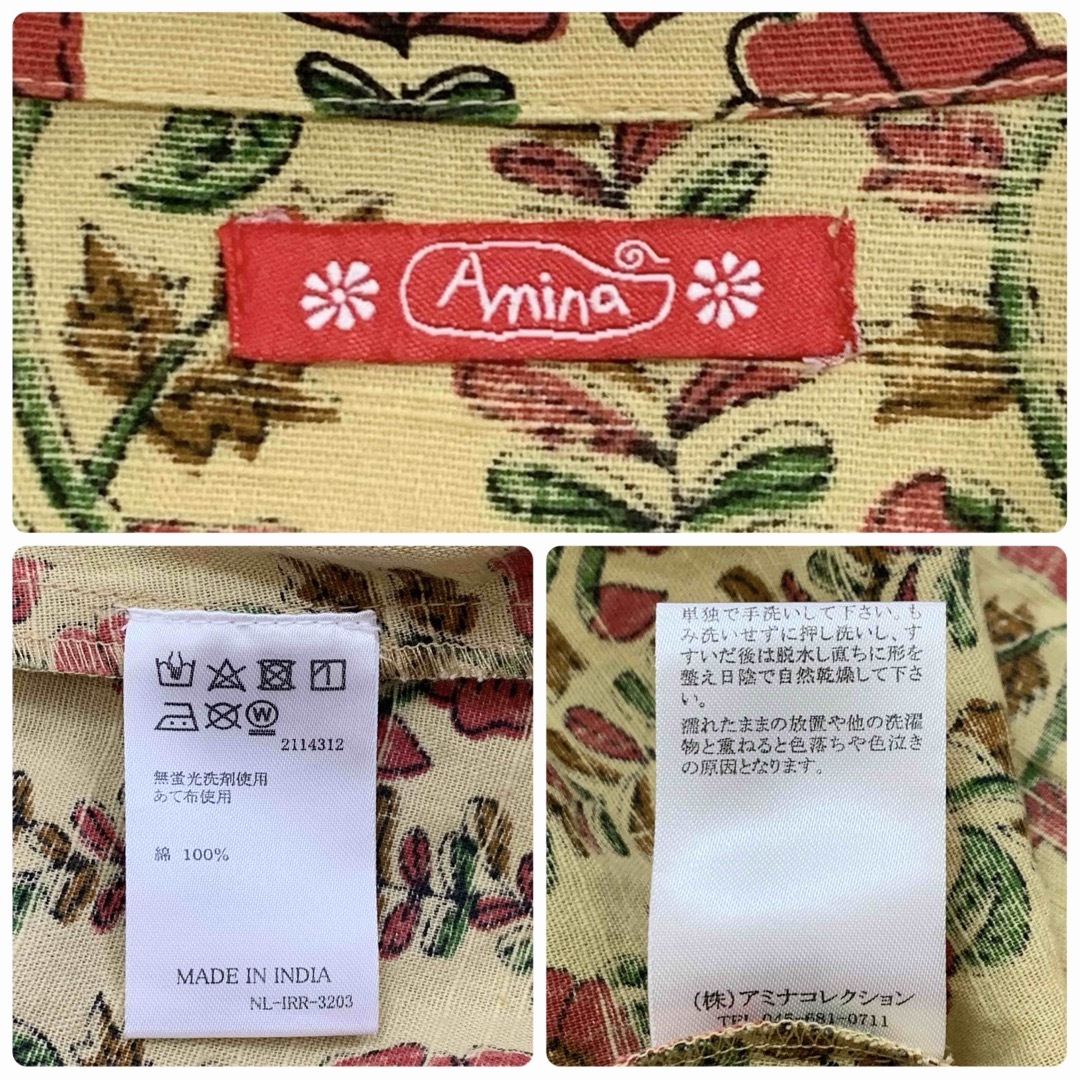 Amina
W
2114312
無蛍光洗剤使用
あて布使用
綿 100%
MADE IN INDIA
NL-IRR-3203
単独で手洗いして下さい。も
み洗いせずに押し洗いし、す
すいだ後は脱水し直ちに形を
整え日陰で自然乾燥して下さ
い。
濡れたままの放置や他の洗濯
物と重ねると色落ちや色泣き
の原因となります。
(株)アミナコレクション
TEL 045-681-0711